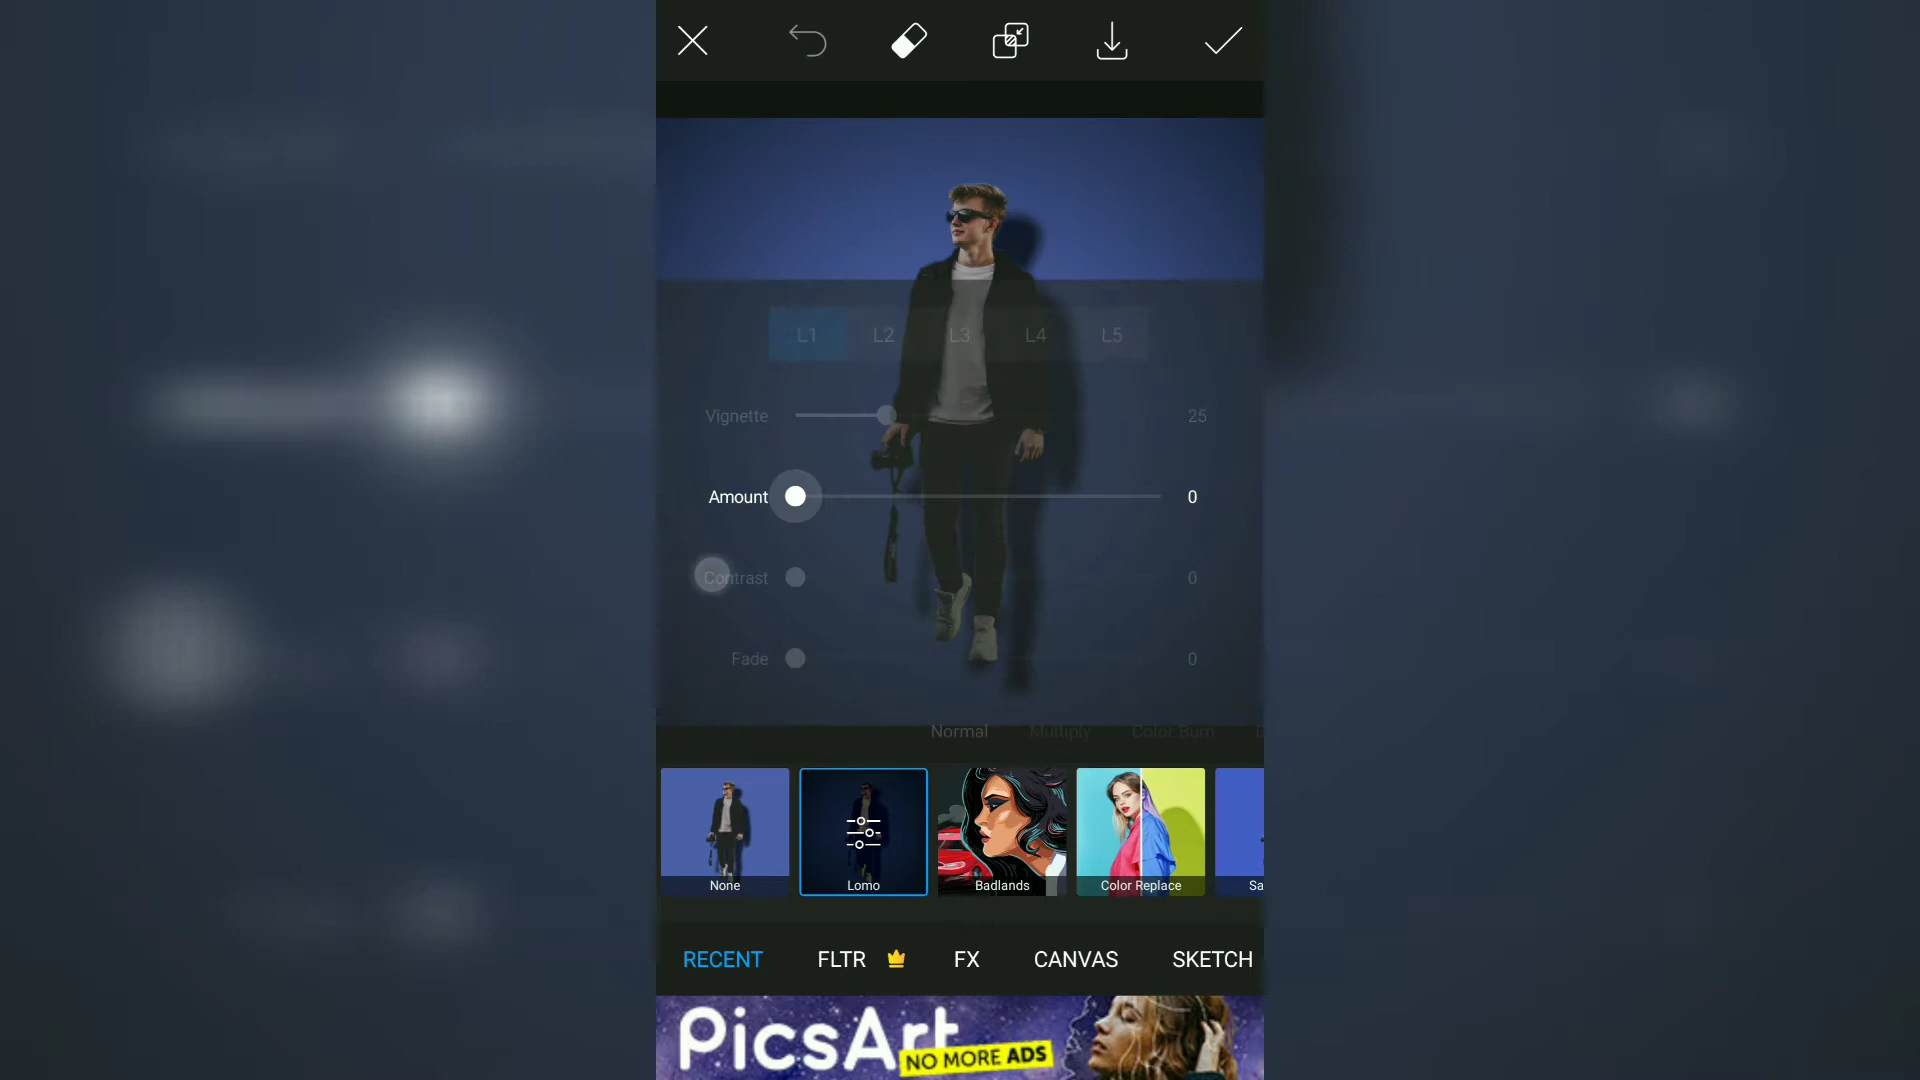 L1 L2 L3 L4 L5
Vignette 25
Amount 0
Contrast 0
Fade 0
Normal Multiply Color Burn D
None Lomo Badlands Color Replace Sa
RECENT FLTR FX CANVAS SKETCH
PicsArt
NO MORE ADS